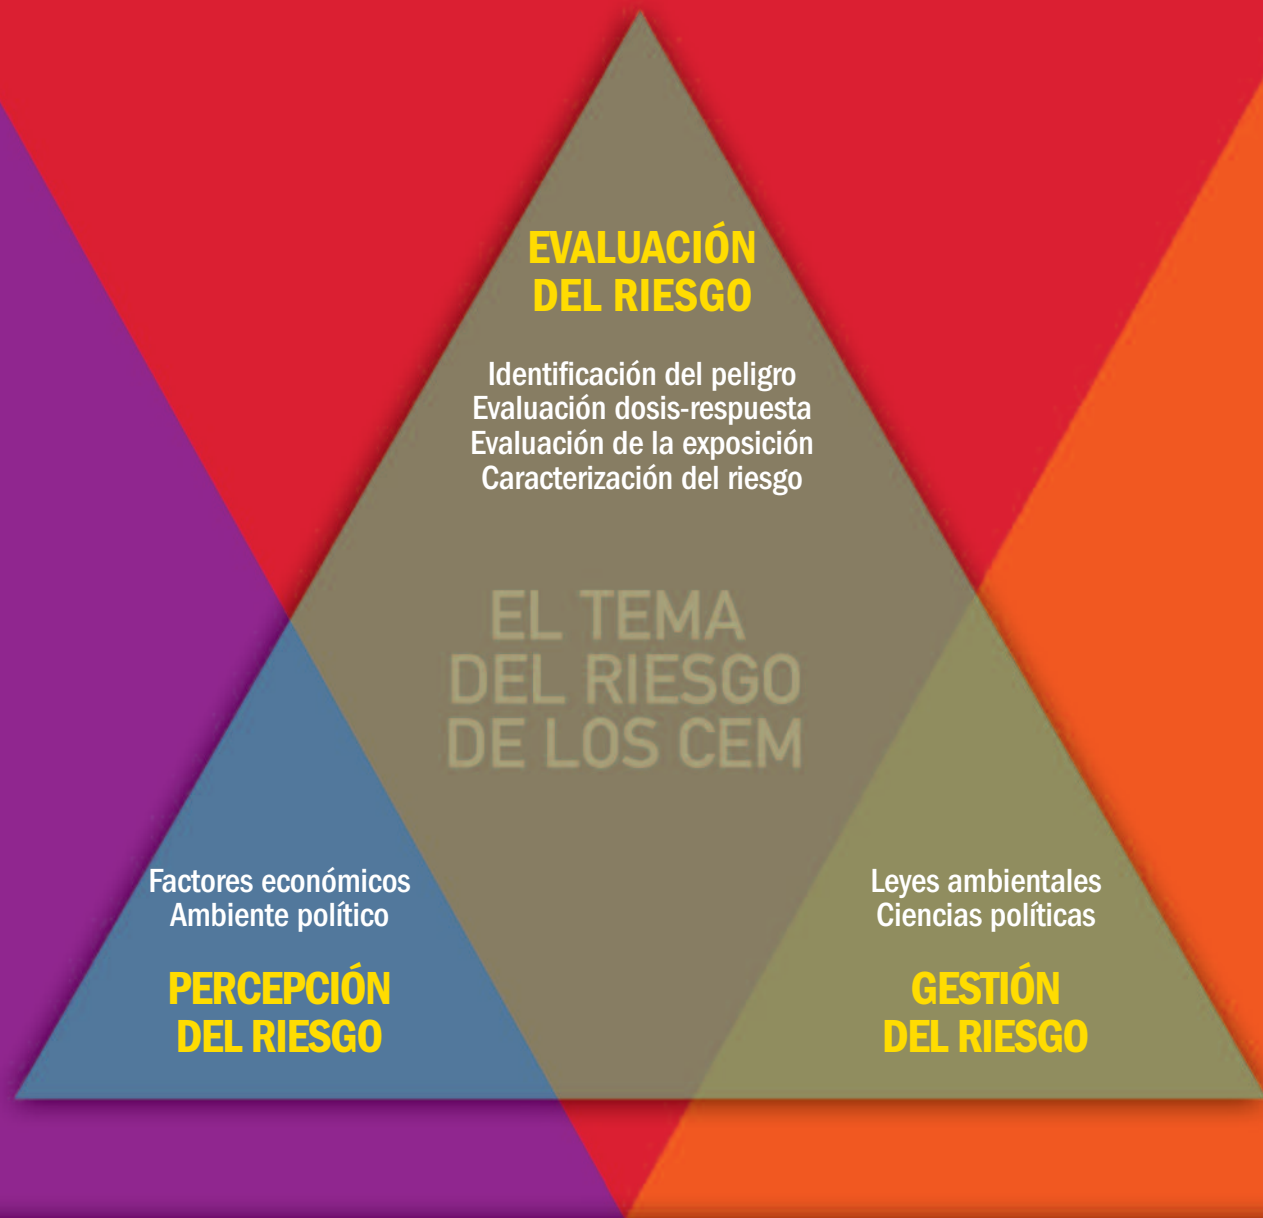 EVALUACIÓN
DEL RIESGO
Identificación del peligro
Evaluación dosis-respuesta
Evaluación de la exposición
Caracterización del riesgo
EL TEMA
DEL RIESGO
DE LOS CEM
Factores económicos
Ambiente político
PERCEPCIÓN
DEL RIESGO
Leyes ambientales
Ciencias políticas
GESTIÓN
DEL RIESGO